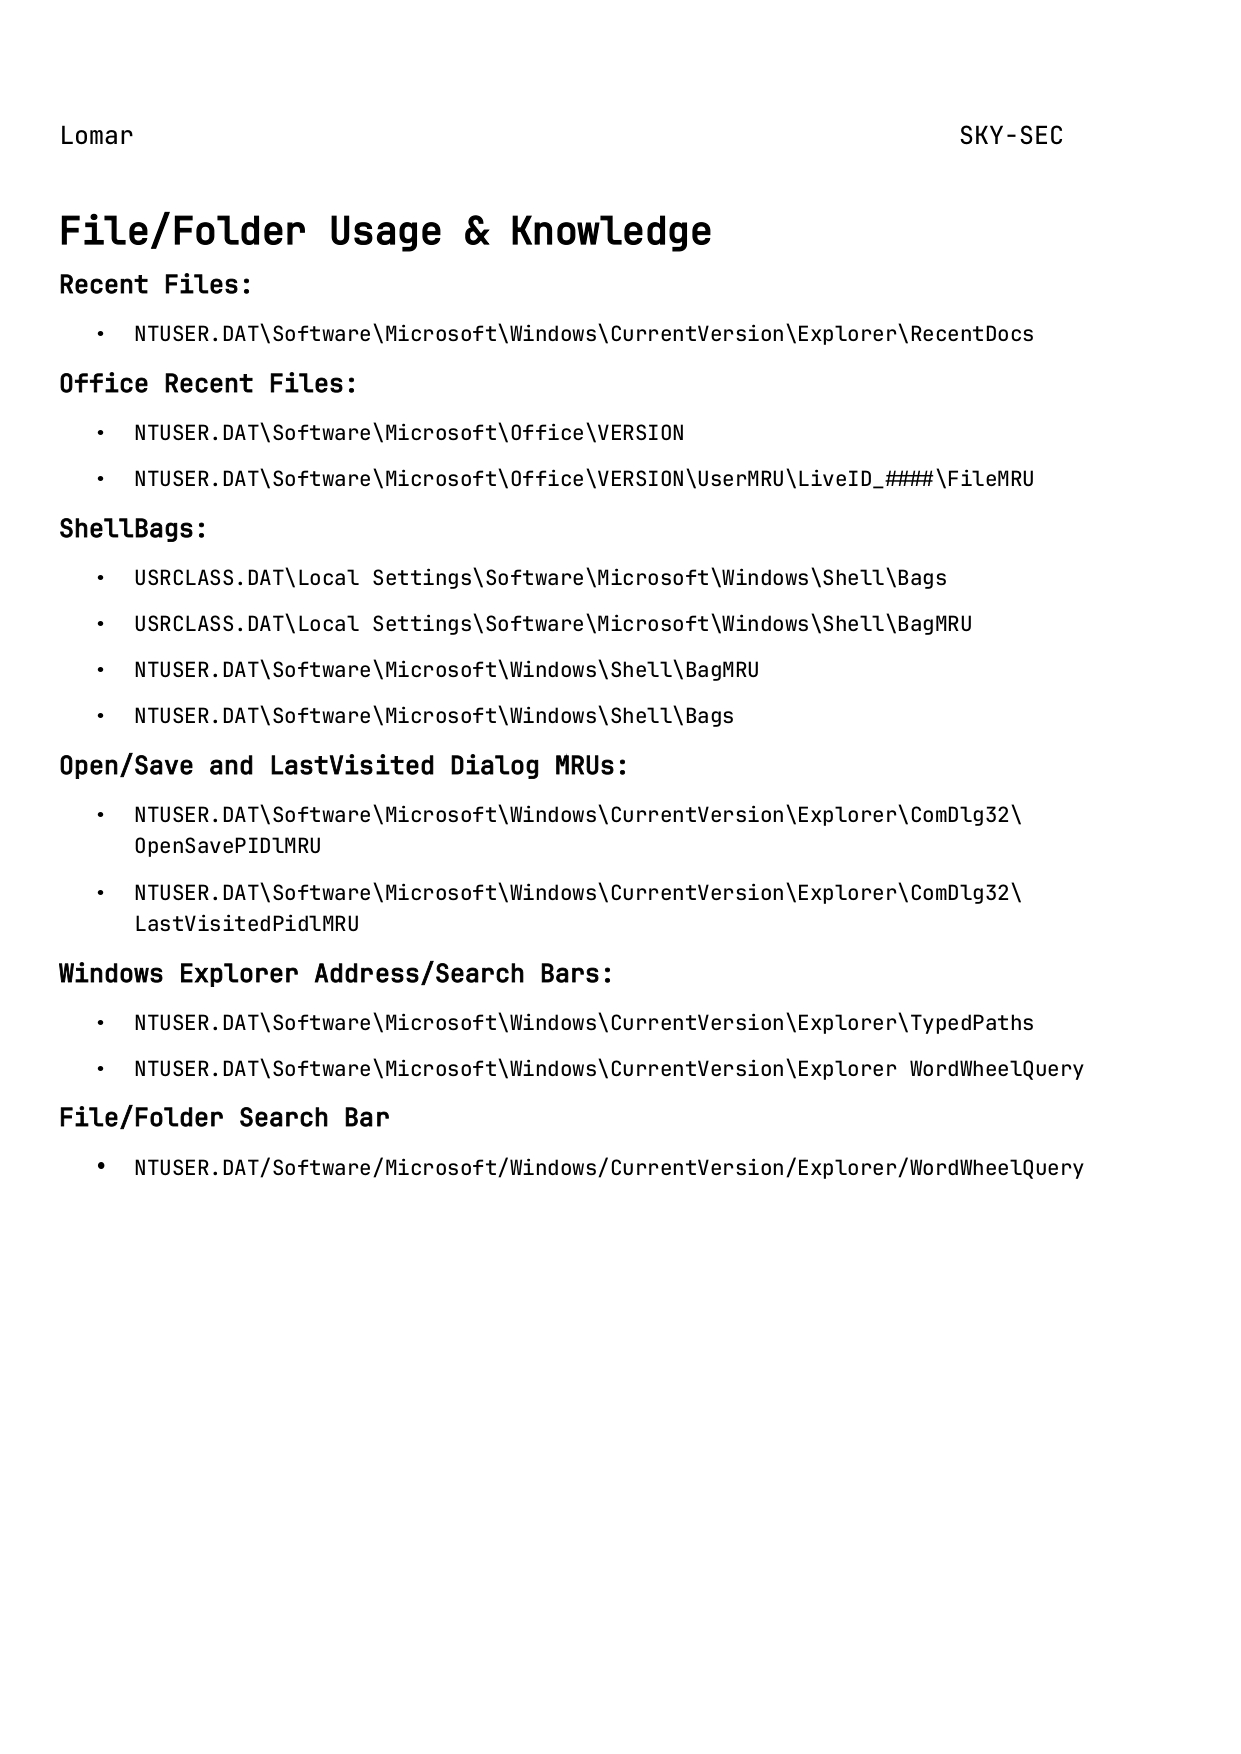 Lomar SKY-SEC
File/Folder Usage & Knowledge
Recent Files:
• NTUSER.DAT\Software\Microsoft\Windows\CurrentVersion\Explorer\RecentDocs
Office Recent Files:
• NTUSER.DAT\Software\Microsoft\Office\VERSION
• NTUSER.DAT\Software\Microsoft\Office\VERSION\UserMRU\LiveID_####\FileMRU
ShellBags:
• USRCLASS.DAT\Local Settings\Software\Microsoft\Windows\Shell\Bags
• USRCLASS.DAT\Local Settings\Software\Microsoft\Windows\Shell\BagMRU
• NTUSER.DAT\Software\Microsoft\Windows\Shell\BagMRU
• NTUSER.DAT\Software\Microsoft\Windows\Shell\Bags
Open/Save and LastVisited Dialog MRUs:
• NTUSER.DAT\Software\Microsoft\Windows\CurrentVersion\Explorer\ComDlg32\
OpenSavePIDlMRU
• NTUSER.DAT\Software\Microsoft\Windows\CurrentVersion\Explorer\ComDlg32\
LastVisitedPidlMRU
Windows Explorer Address/Search Bars:
• NTUSER.DAT\Software\Microsoft\Windows\CurrentVersion\Explorer\TypedPaths
• NTUSER.DAT\Software\Microsoft\Windows\CurrentVersion\Explorer WordWheelQuery
File/Folder Search Bar
• NTUSER.DAT/Software/Microsoft/Windows/CurrentVersion/Explorer/WordWheelQuery